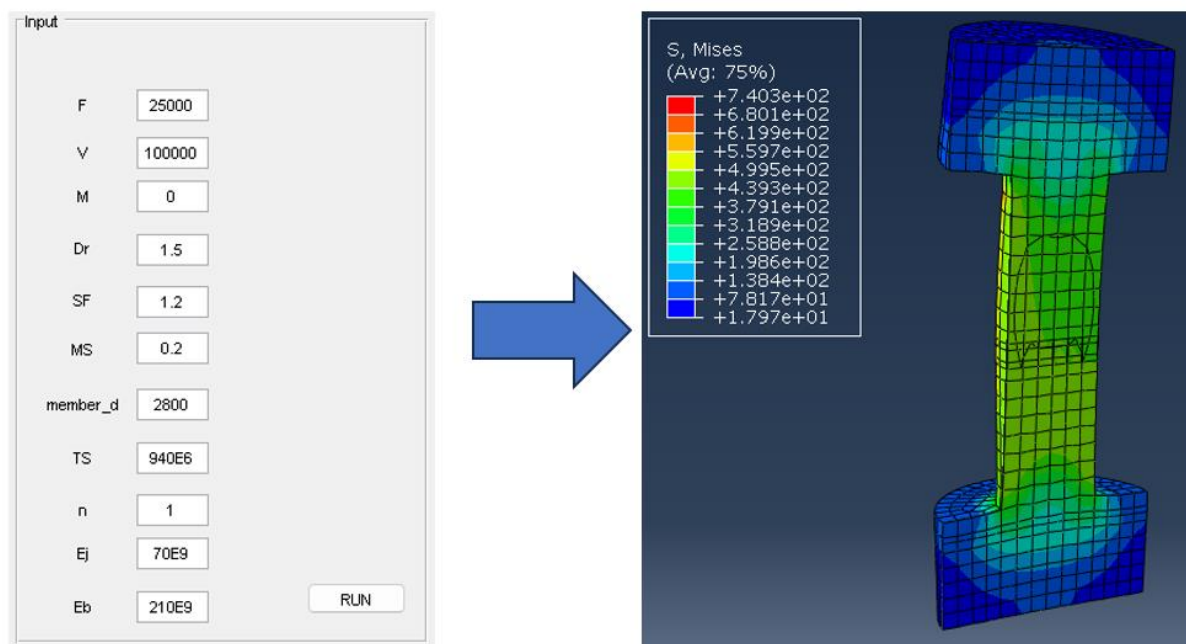 Input
F 25000
V 100000
M 0
Dr 1.5
SF 1.2
MS 0.2
member_d 2800
TS 940E6
n 1
Ej 70E9
Eb 210E9
RUN
S, Mises
(Avg: 75%)
+7.403e+02
+6.801e+02
+6.199e+02
+5.597e+02
+4.995e+02
+4.393e+02
+3.791e+02
+3.189e+02
+2.588e+02
+1.986e+02
+1.384e+02
+7.817e+01
+1.797e+01